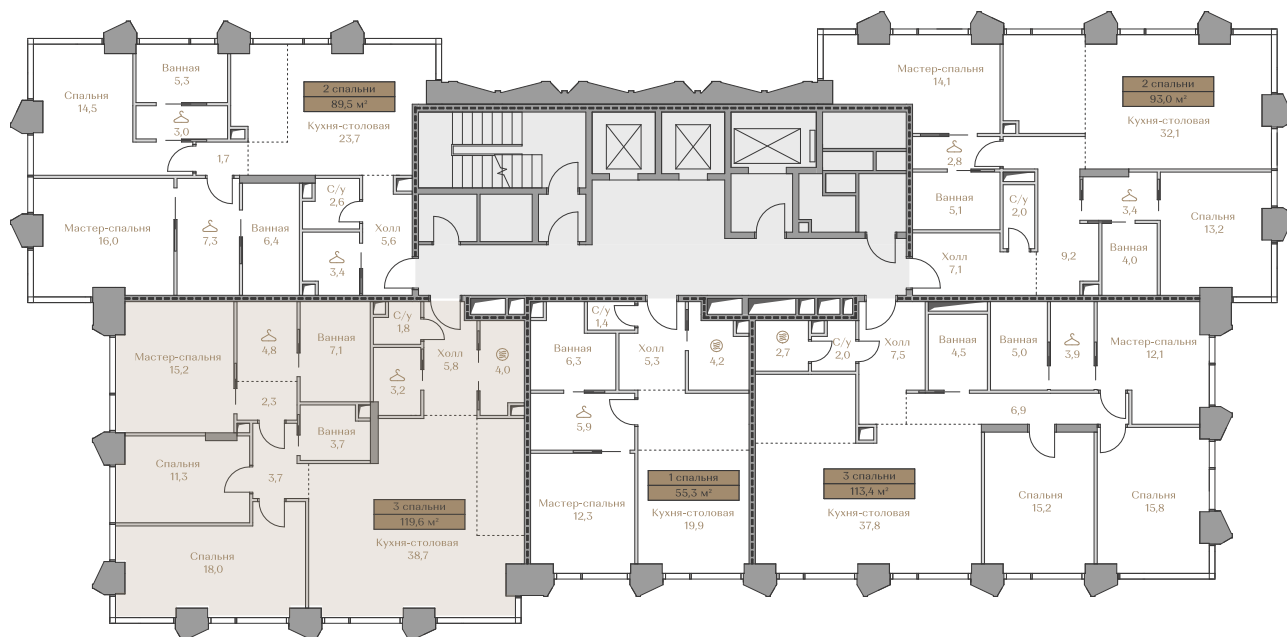 Спальня
14,5
Ванная
5,3
3,0
1,7
2 спальни
89,5 м²
Кухня-столовая
23,7
Мастер-спальня
16,0
7,3
Ванная
6,4
С/у
2,6
3,4
Холл
5,6
Мастер-спальня
14,1
2 спальни
93,0 м²
Кухня-столовая
32,1
2,8
Ванная
5,1
С/у
2,0
Холл
7,1
9,2
3,4
Ванная
4,0
Спальня
13,2
Мастер-спальня
15,2
4,8
Ванная
7,1
С/у
1,8
3,2
Холл
5,8
4,0
2,3
Ванная
3,7
Спальня
11,3
3,7
3 спальни
119,6 м²
Кухня-столовая
38,7
Спальня
18,0
С/у
1,4
Ванная
6,3
Холл
5,3
4,2
5,9
Мастер-спальня
12,3
1 спальня
55,3 м²
Кухня-столовая
19,9
2,7
С/у
2,0
Холл
7,5
Ванная
4,5
Ванная
5,0
3,9
Мастер-спальня
12,1
6,9
3 спальни
113,4 м²
Кухня-столовая
37,8
Спальня
15,2
Спальня
15,8